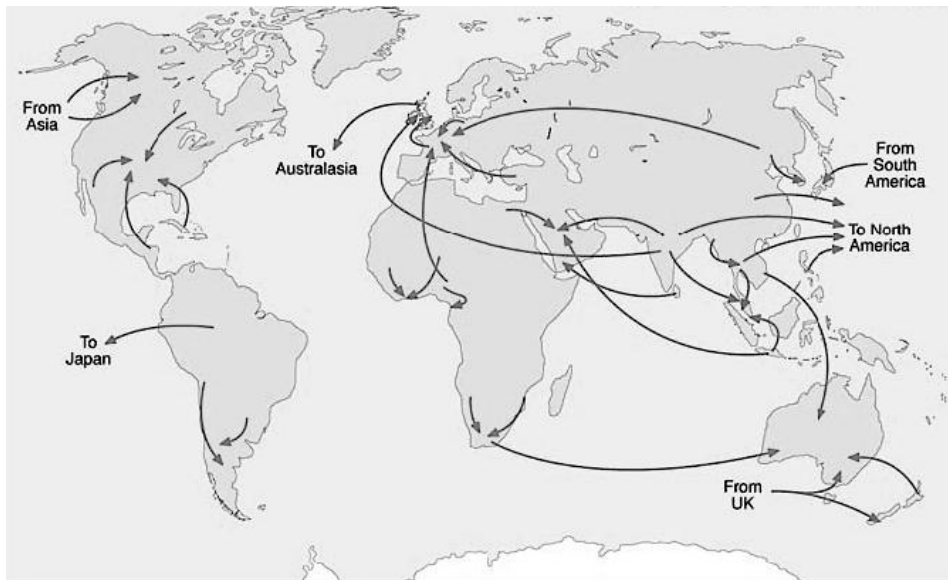 From
Asia
To
Australasia
From
South
America
To North
America
To
Japan
From
UK